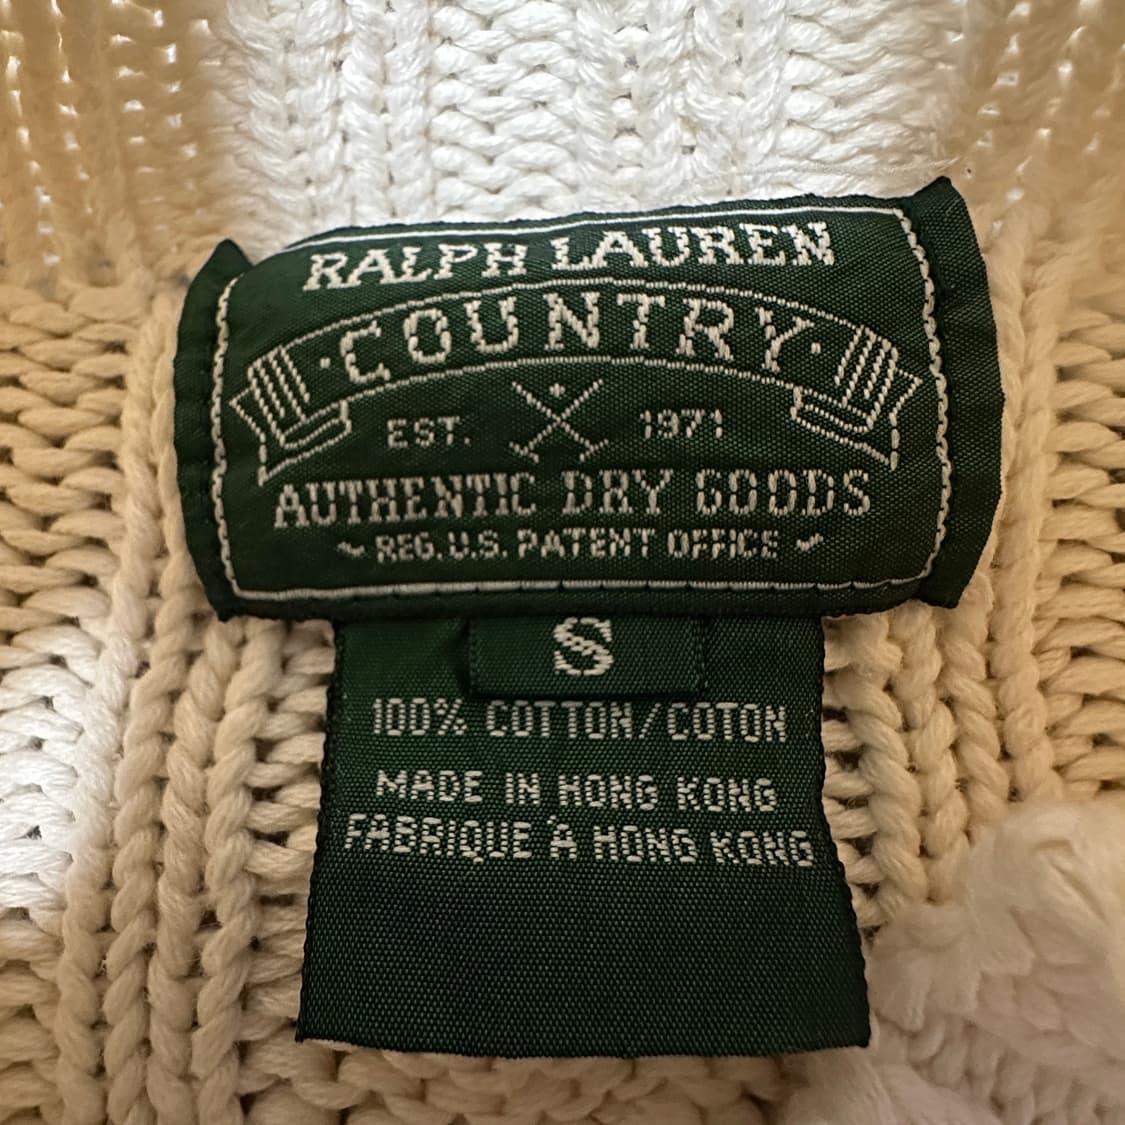 RALPH LAUREN
·COUNTRY·
EST. 1971
AUTHENTIC DRY GOODS
REG. U.S. PATENT OFFICE
S
100% COTTON/COTON
MADE IN HONG KONG
FABRIQUE À HONG KONG